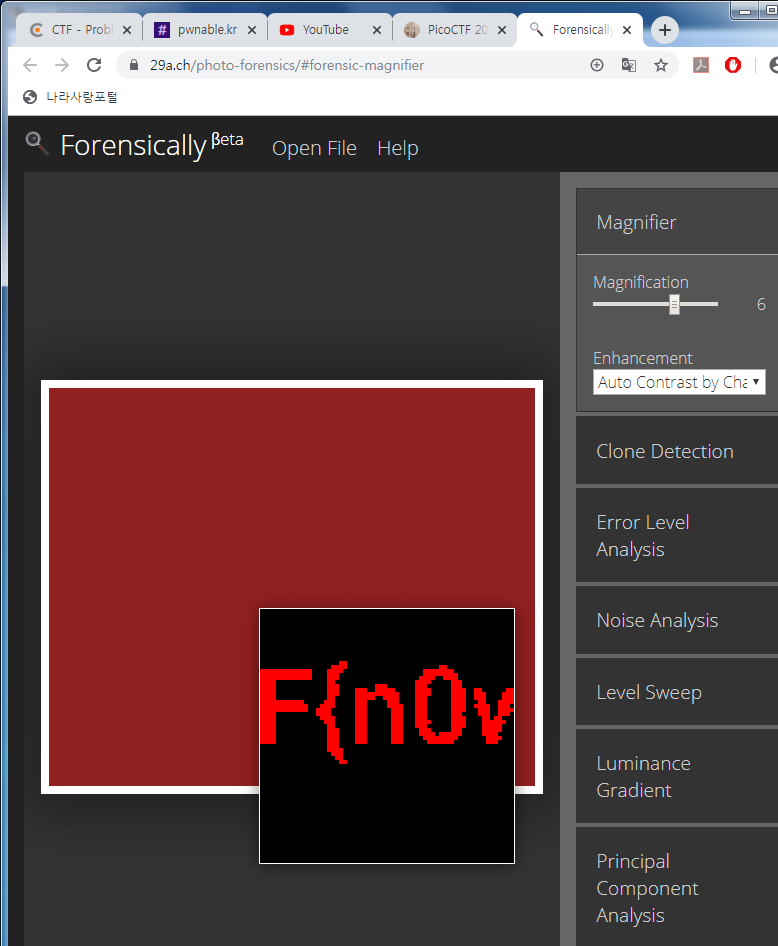 CTF - Probl
pwnable.kr
YouTube
PicoCTF 20
Forensically
29a.ch/photo-forensics/#forensic-magnifier
나라사랑포털
Forensically βeta
Open File
Help
Magnifier
Magnification
6
Enhancement
Auto Contrast by Cha
Clone Detection
Error Level
Analysis
Noise Analysis
Level Sweep
Luminance
Gradient
Principal
Component
Analysis
F{n0v